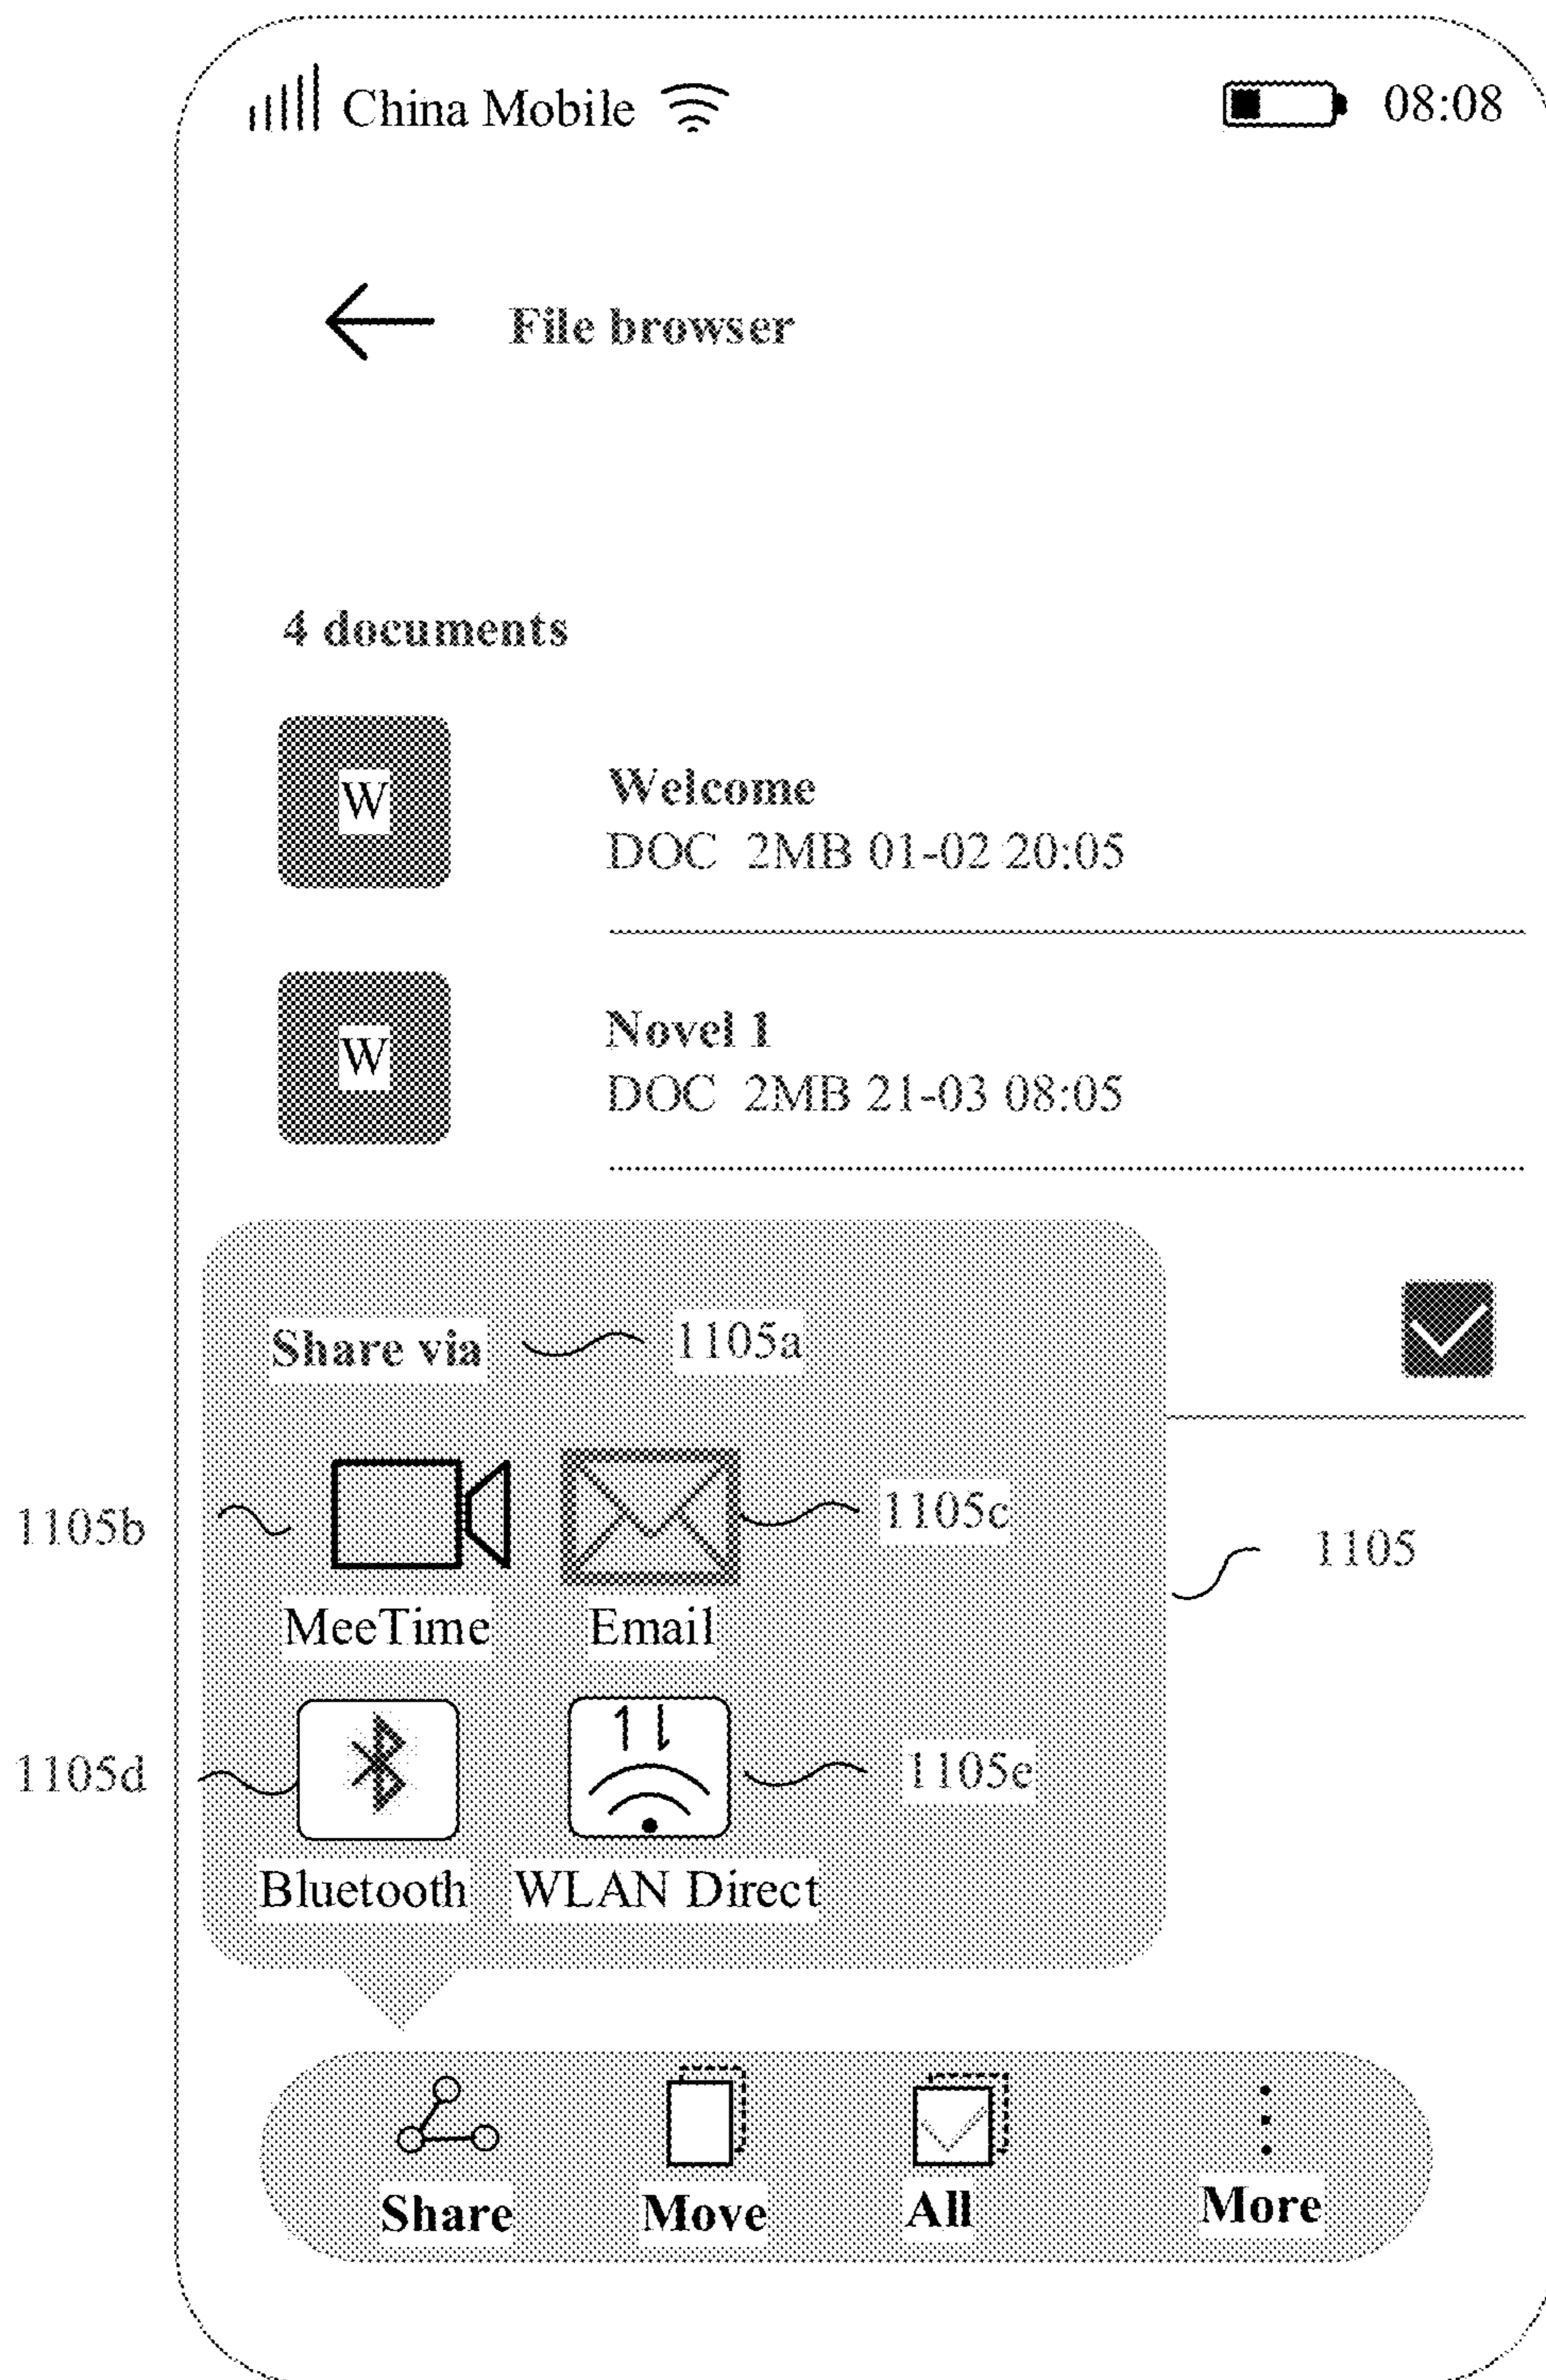 China Mobile 08:08
File browser
4 documents
W
Welcome
DOC 2MB 01-02 20:05
W
Novel 1
DOC 2MB 21-03 08:05
Share via 1105a
1105b 1105c
1105
MeeTime Email
1105d 1105e
Bluetooth WLAN Direct
Share Move All More